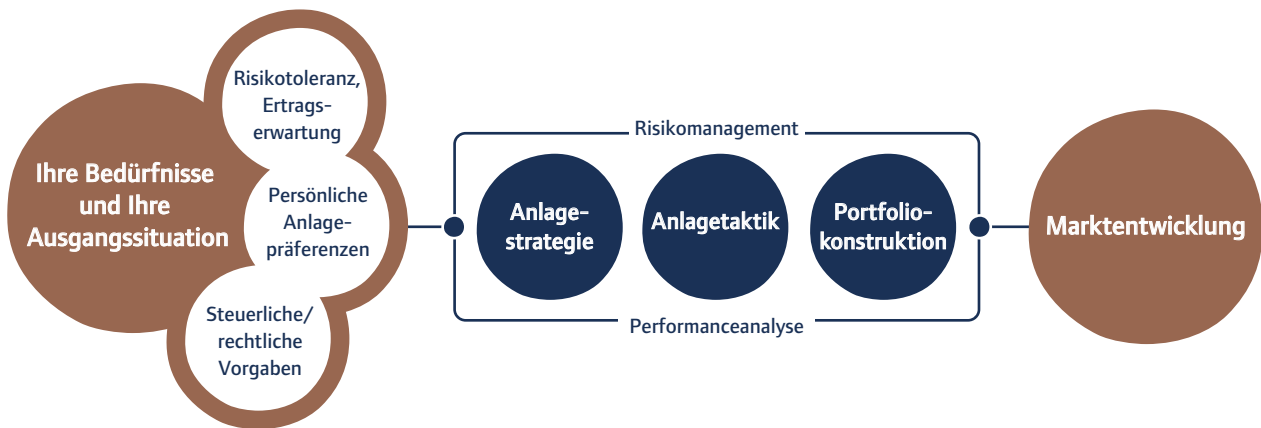 Ihre Bedürfnisse
und Ihre
Ausgangssituation
Risikotoleranz,
Ertrags-
erwartung
Persönliche
Anlage-
präferenzen
Steuerliche/
rechtliche
Vorgaben
Risikomanagement
Anlage-
strategie
Anlagetaktik
Portfolio-
konstruktion
Performanceanalyse
Marktentwicklung